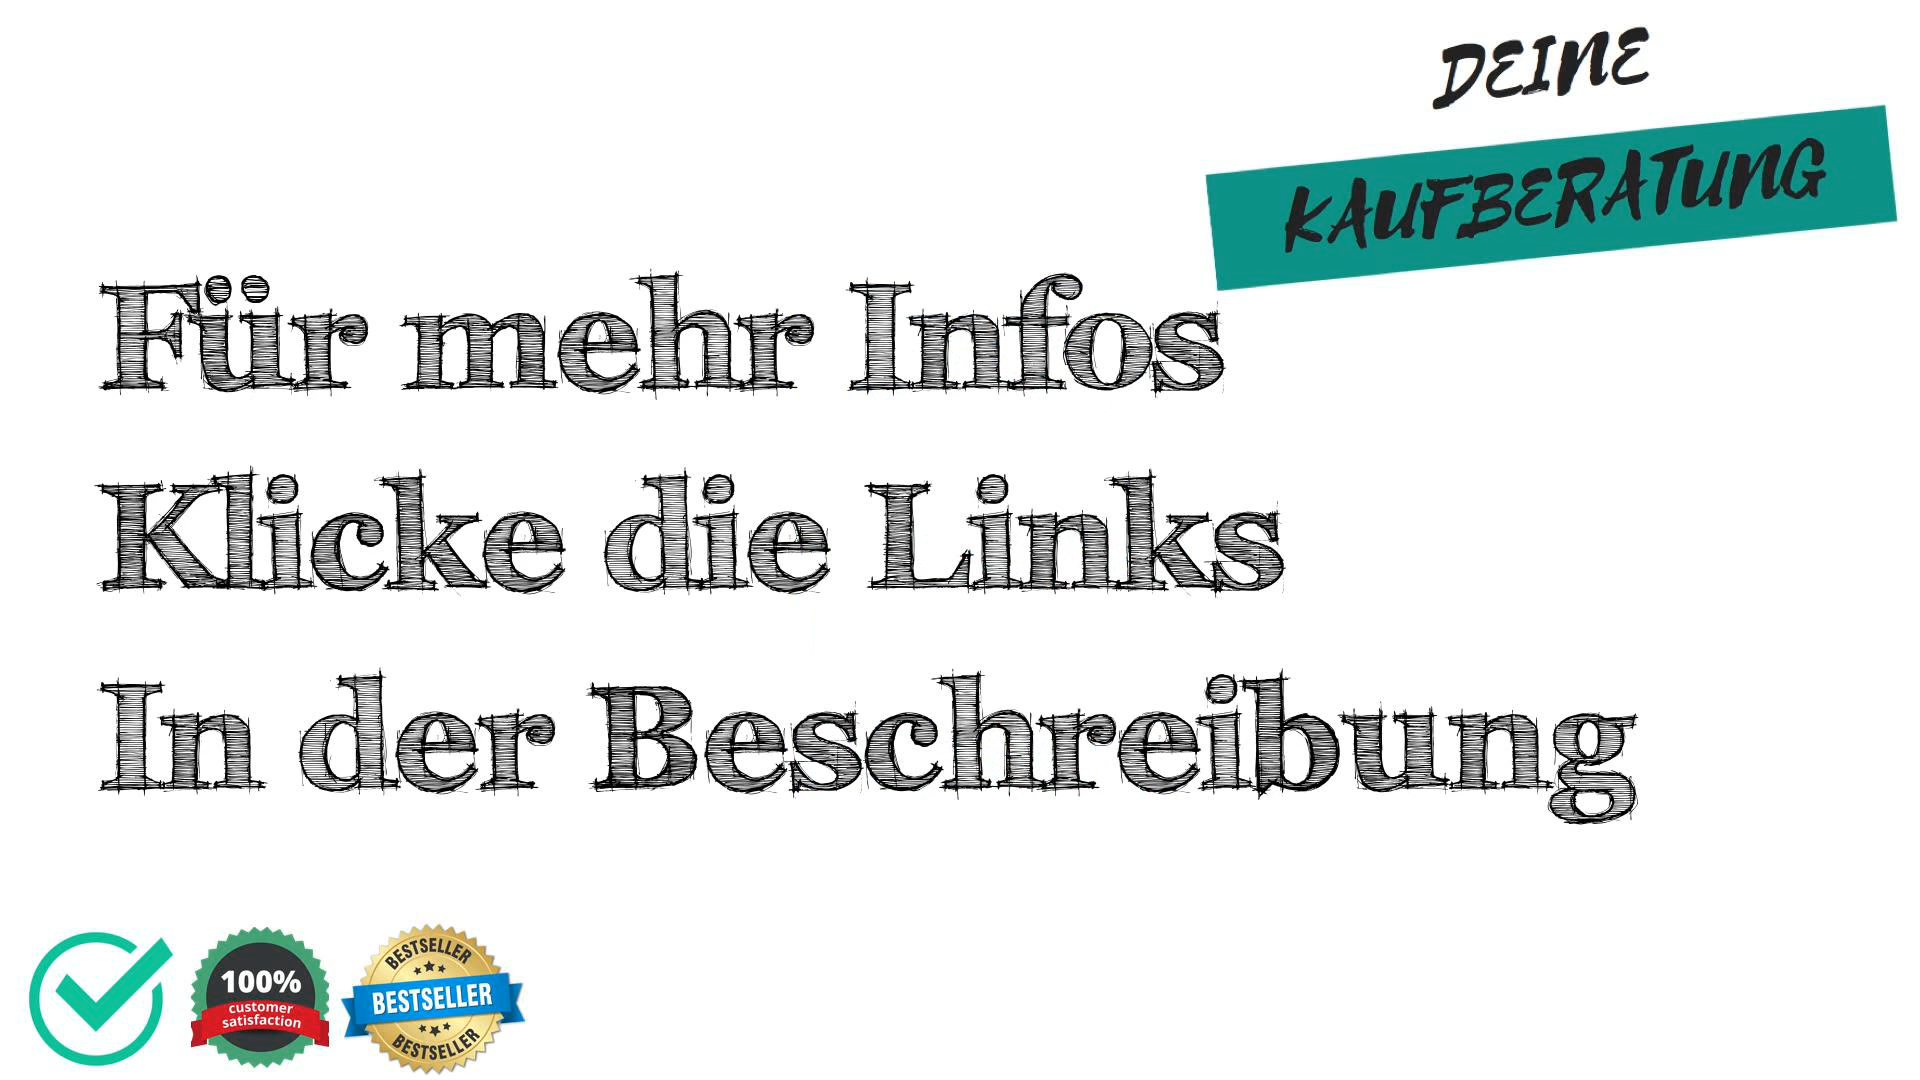 DEINE
KAUFBERATUNG
Für mehr Infos
Klicke die Links
In der Beschreibung
100%
customer
satisfaction
BESTSELLER
BESTSELLER
BESTSELLER